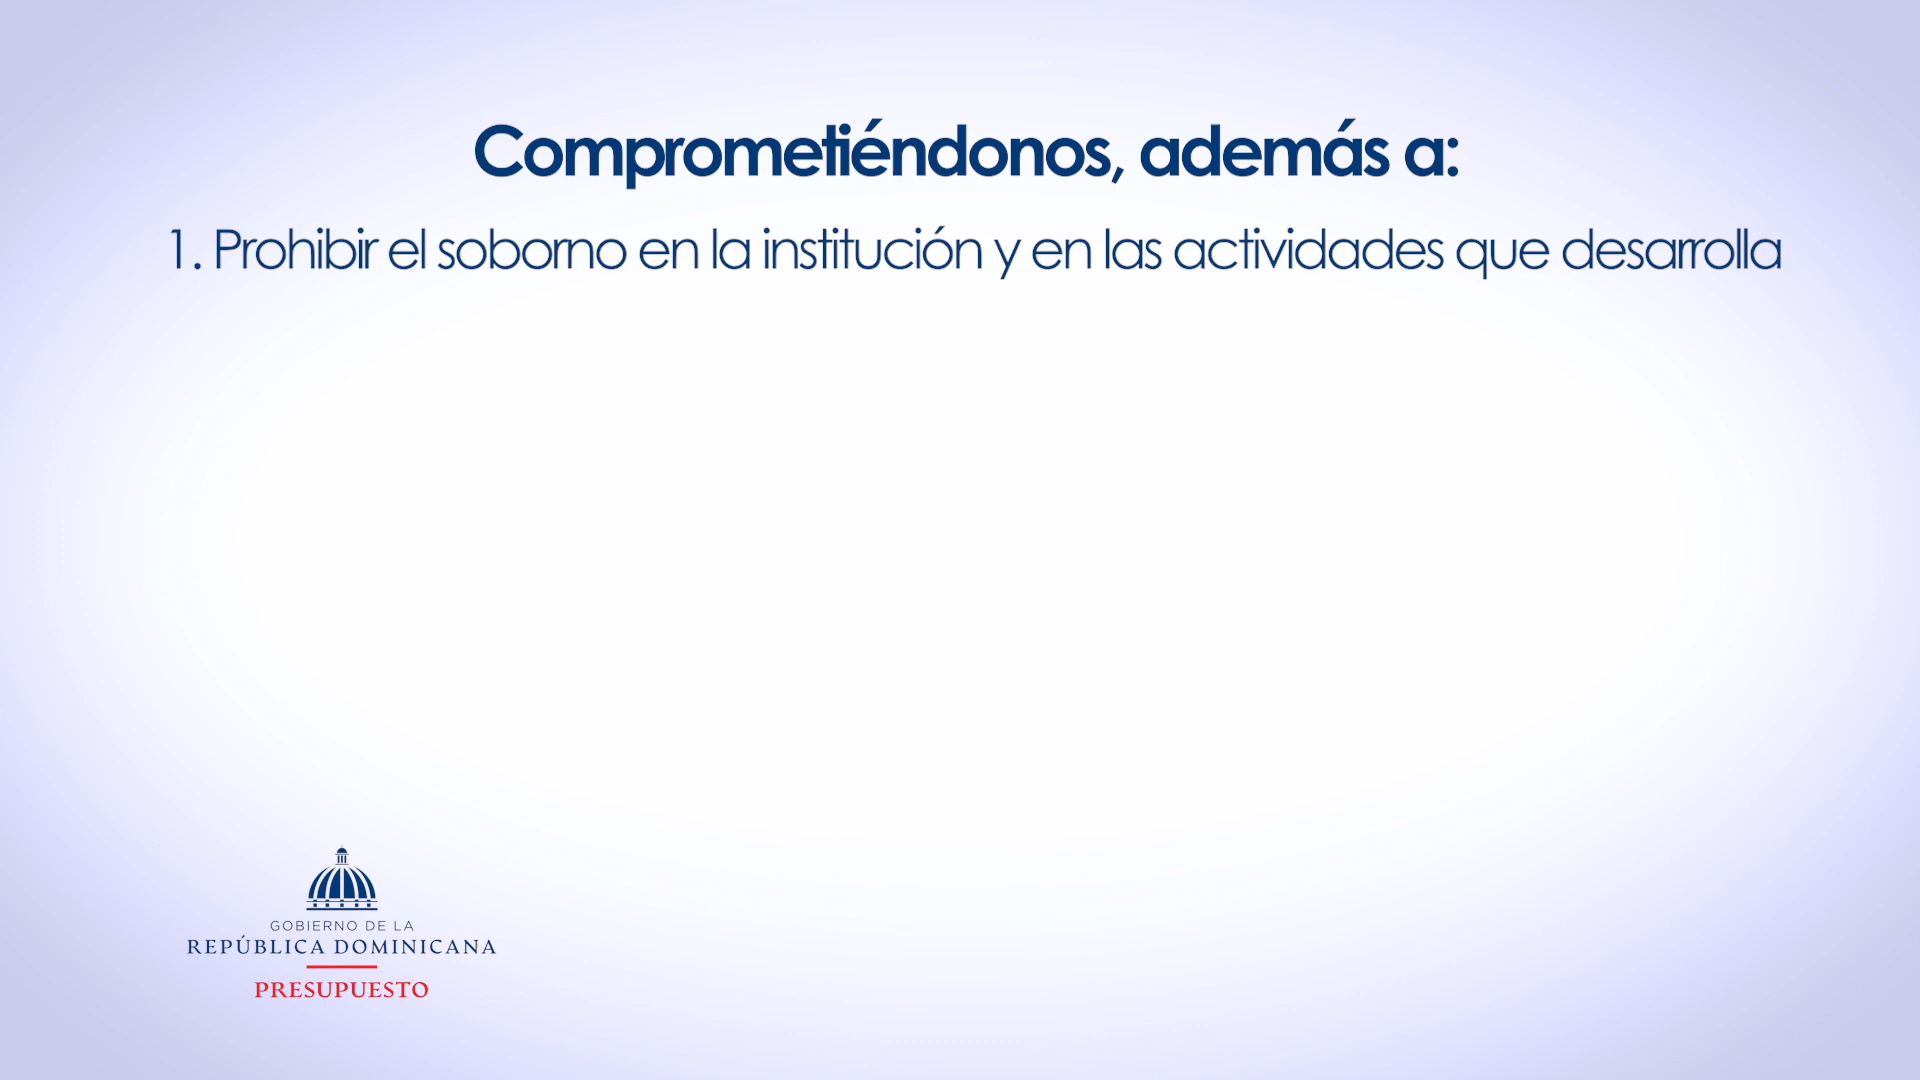 Comprometiéndonos, además a:
1. Prohibir el soborno en la institución y en las actividades que desarrolla
GOBIERNO DE LA
REPÚBLICA DOMINICANA
PRESUPUESTO